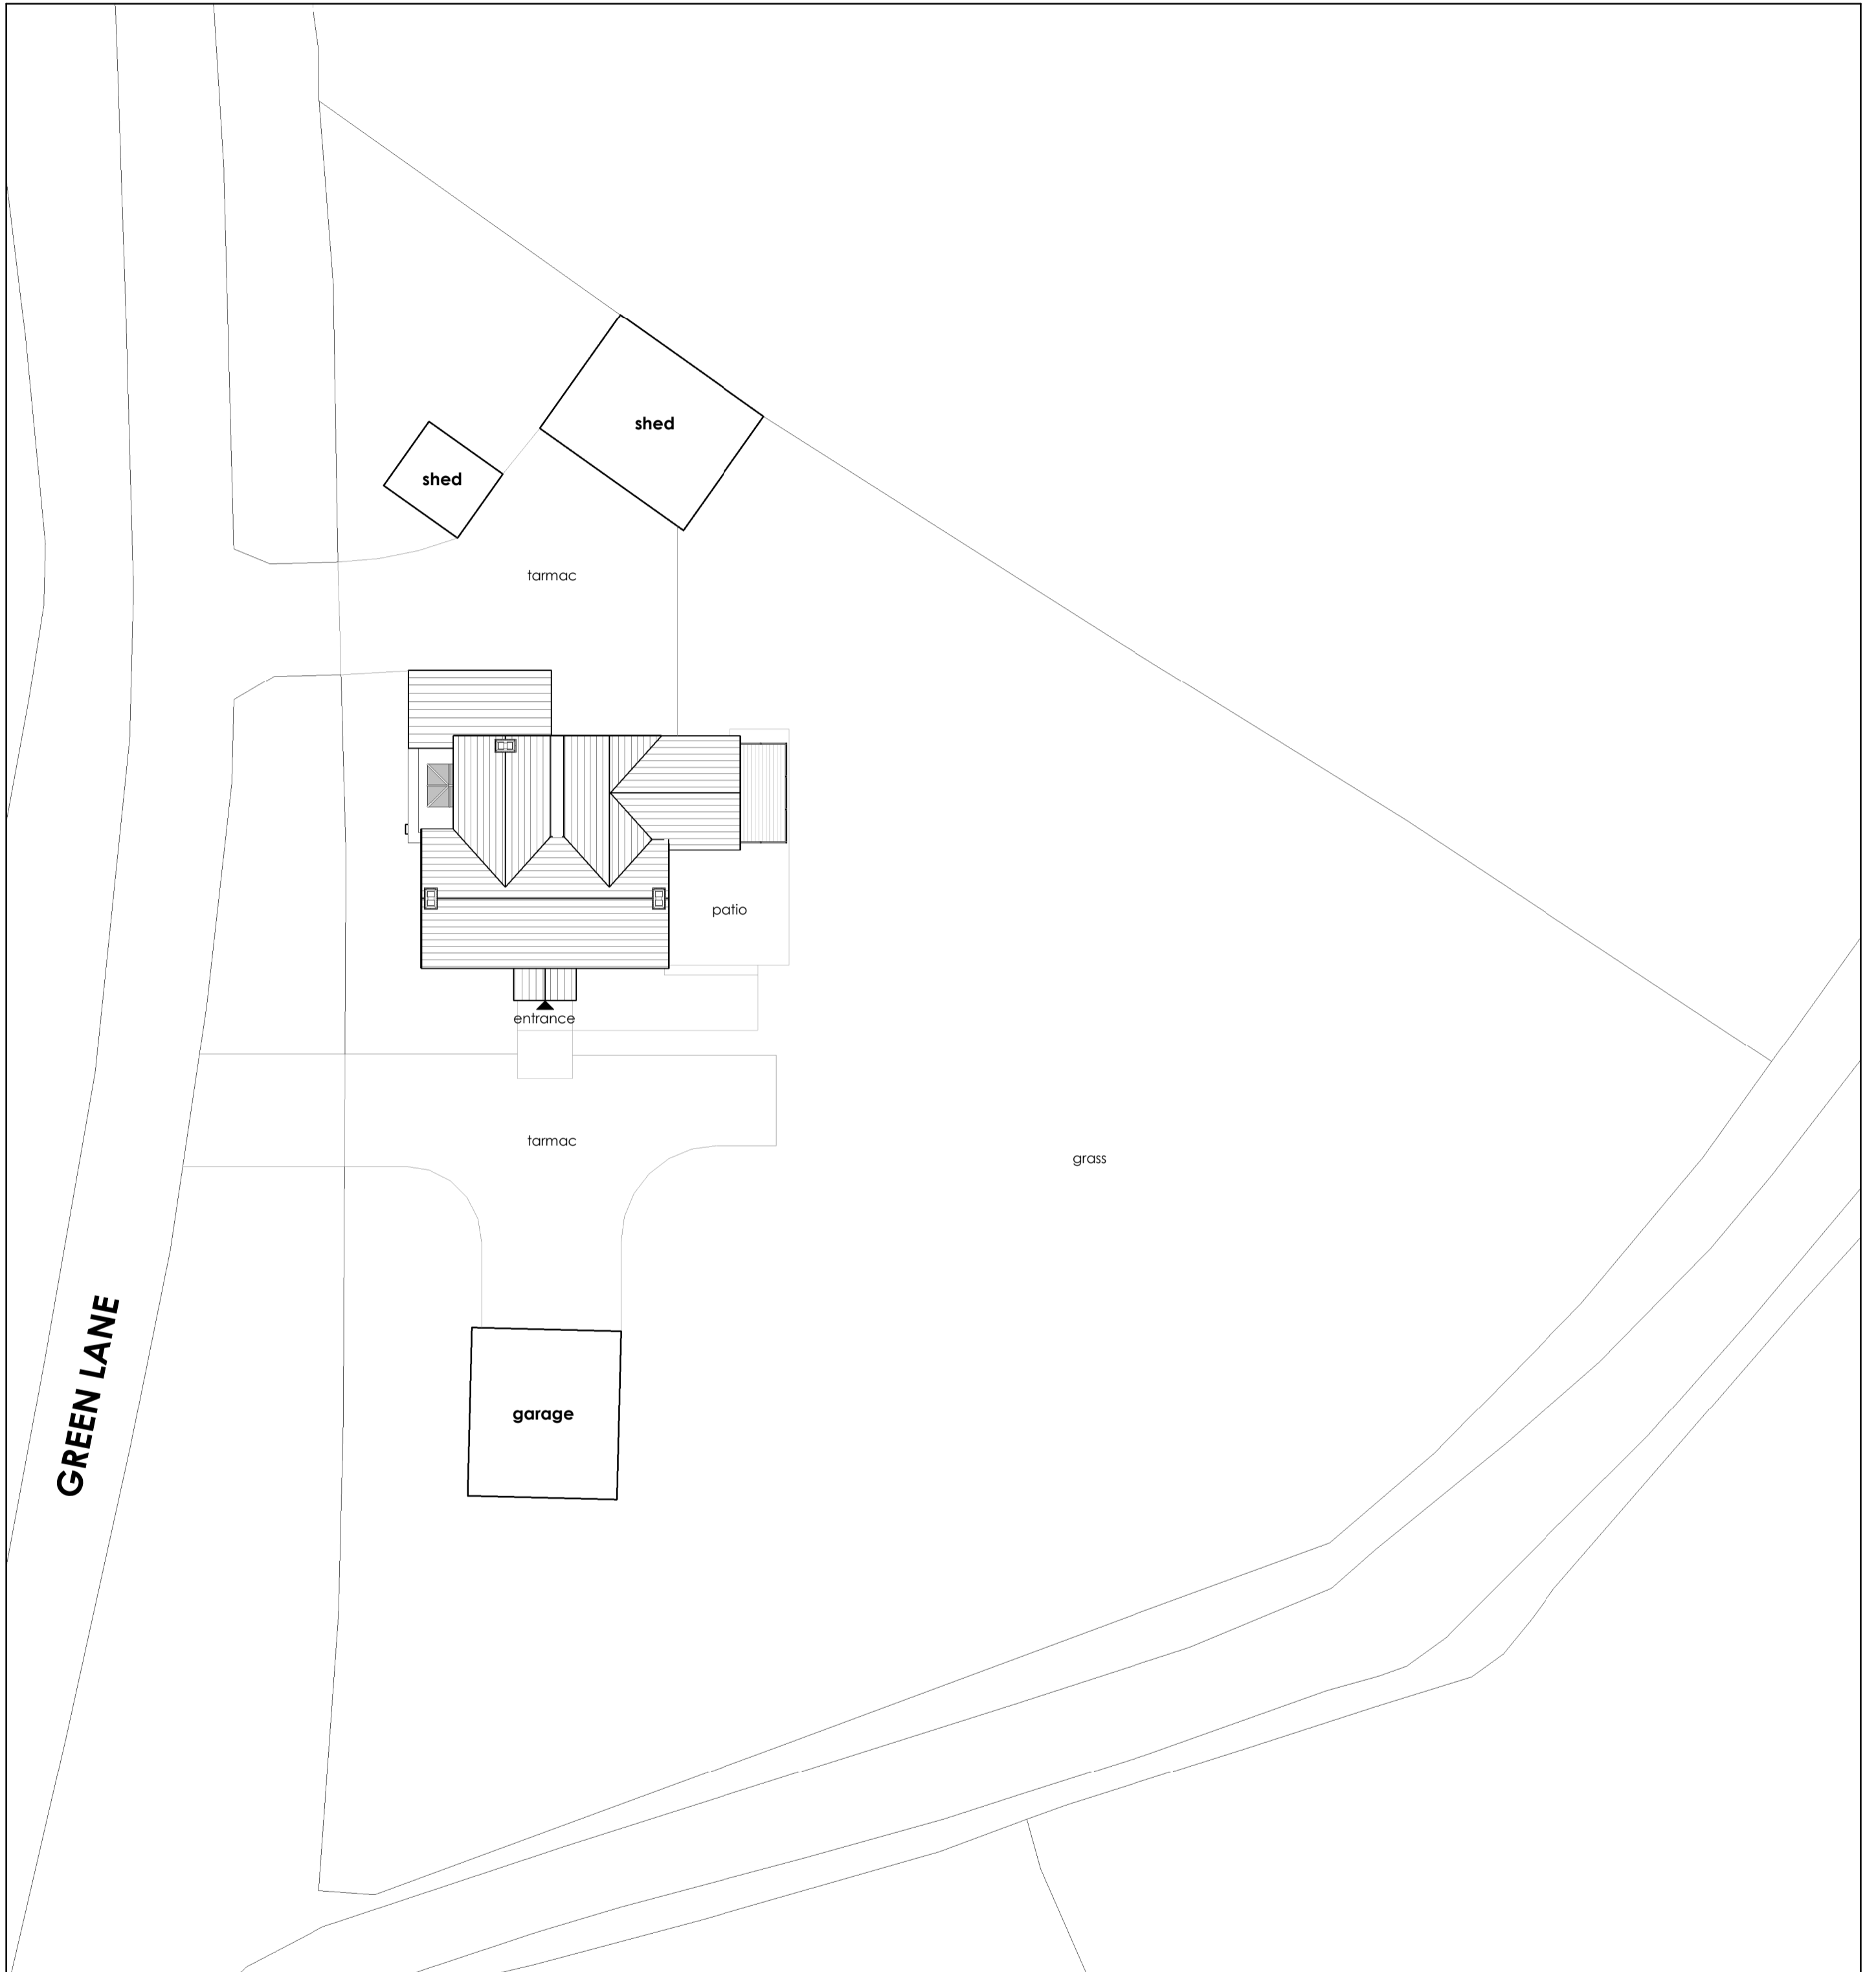 shed
shed
tarmac
patio
entrance
tarmac
grass
GREEN LANE
garage